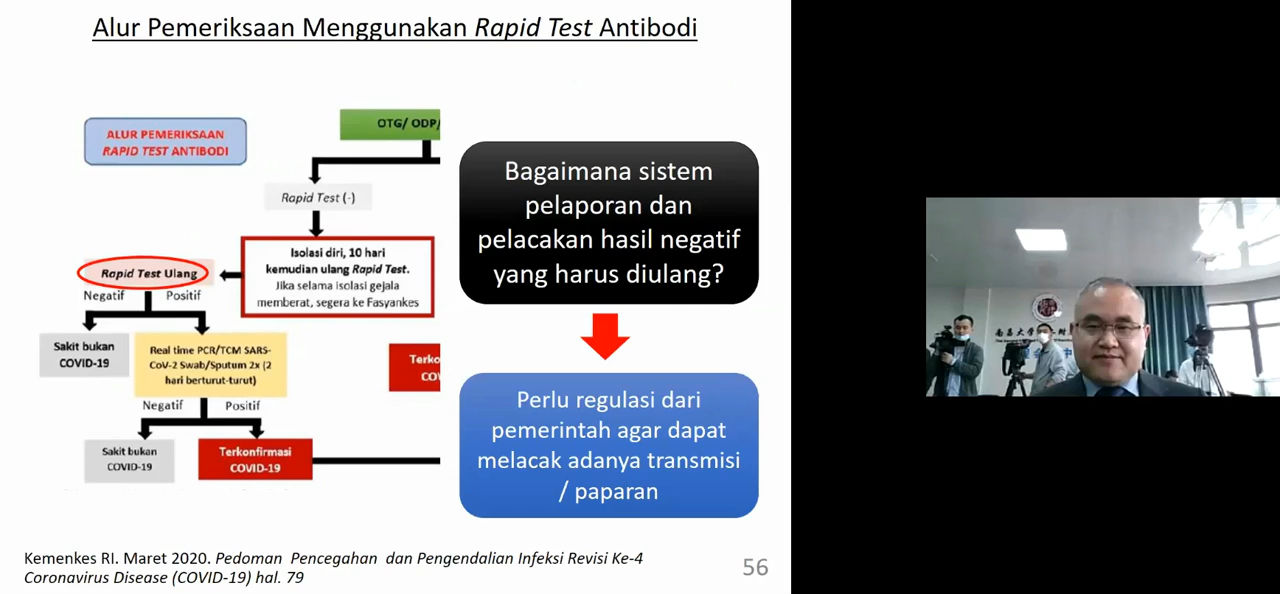 Alur Pemeriksaan Menggunakan Rapid Test Antibodi
ALUR PEMERIKSAAN
RAPID TEST ANTIBODI
OTG/ ODP/
Rapid Test (-)
Isolasi diri, 10 hari
kemudian ulang Rapid Test.
Jika selama isolasi gejala
memberat, segera ke Fasyankes
Rapid Test Ulang
Negatif
Positif
Sakit bukan
COVID-19
Real time PCR/TCM SARS-
CoV-2 Swab/Sputum 2x (2
hari berturut-turut)
Negatif
Positif
Sakit bukan
COVID-19
Terkonfirmasi
COVID-19
Terko
CO
Bagaimana sistem
pelaporan dan
pelacakan hasil negatif
yang harus diulang?
Perlu regulasi dari
pemerintah agar dapat
melacak adanya transmisi
/ paparan
Kemenkes RI. Maret 2020. Pedoman Pencegahan dan Pengendalian Infeksi Revisi Ke-4
Coronavirus Disease (COVID-19) hal. 79
56
南昌大学